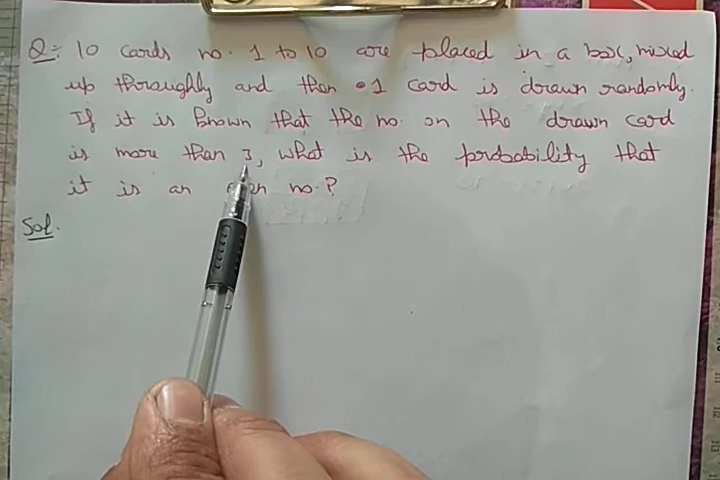 Q:- 10 cards no. 1 to 10 are placed in a box, mixed
up throughly and then 1 card is drawn randomly.
If it is known that the no. on the drawn card
is more than 3, what is the probability that
it is an even no.?
Sol.